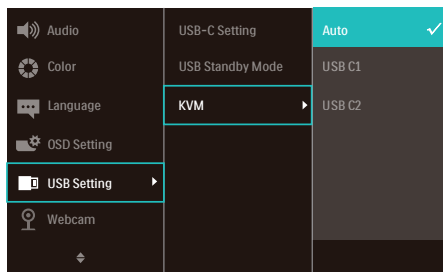 Audio
Color
Language
OSD Setting
USB Setting
Webcam
USB-C Setting
USB Standby Mode
KVM
Auto
USB C1
USB C2